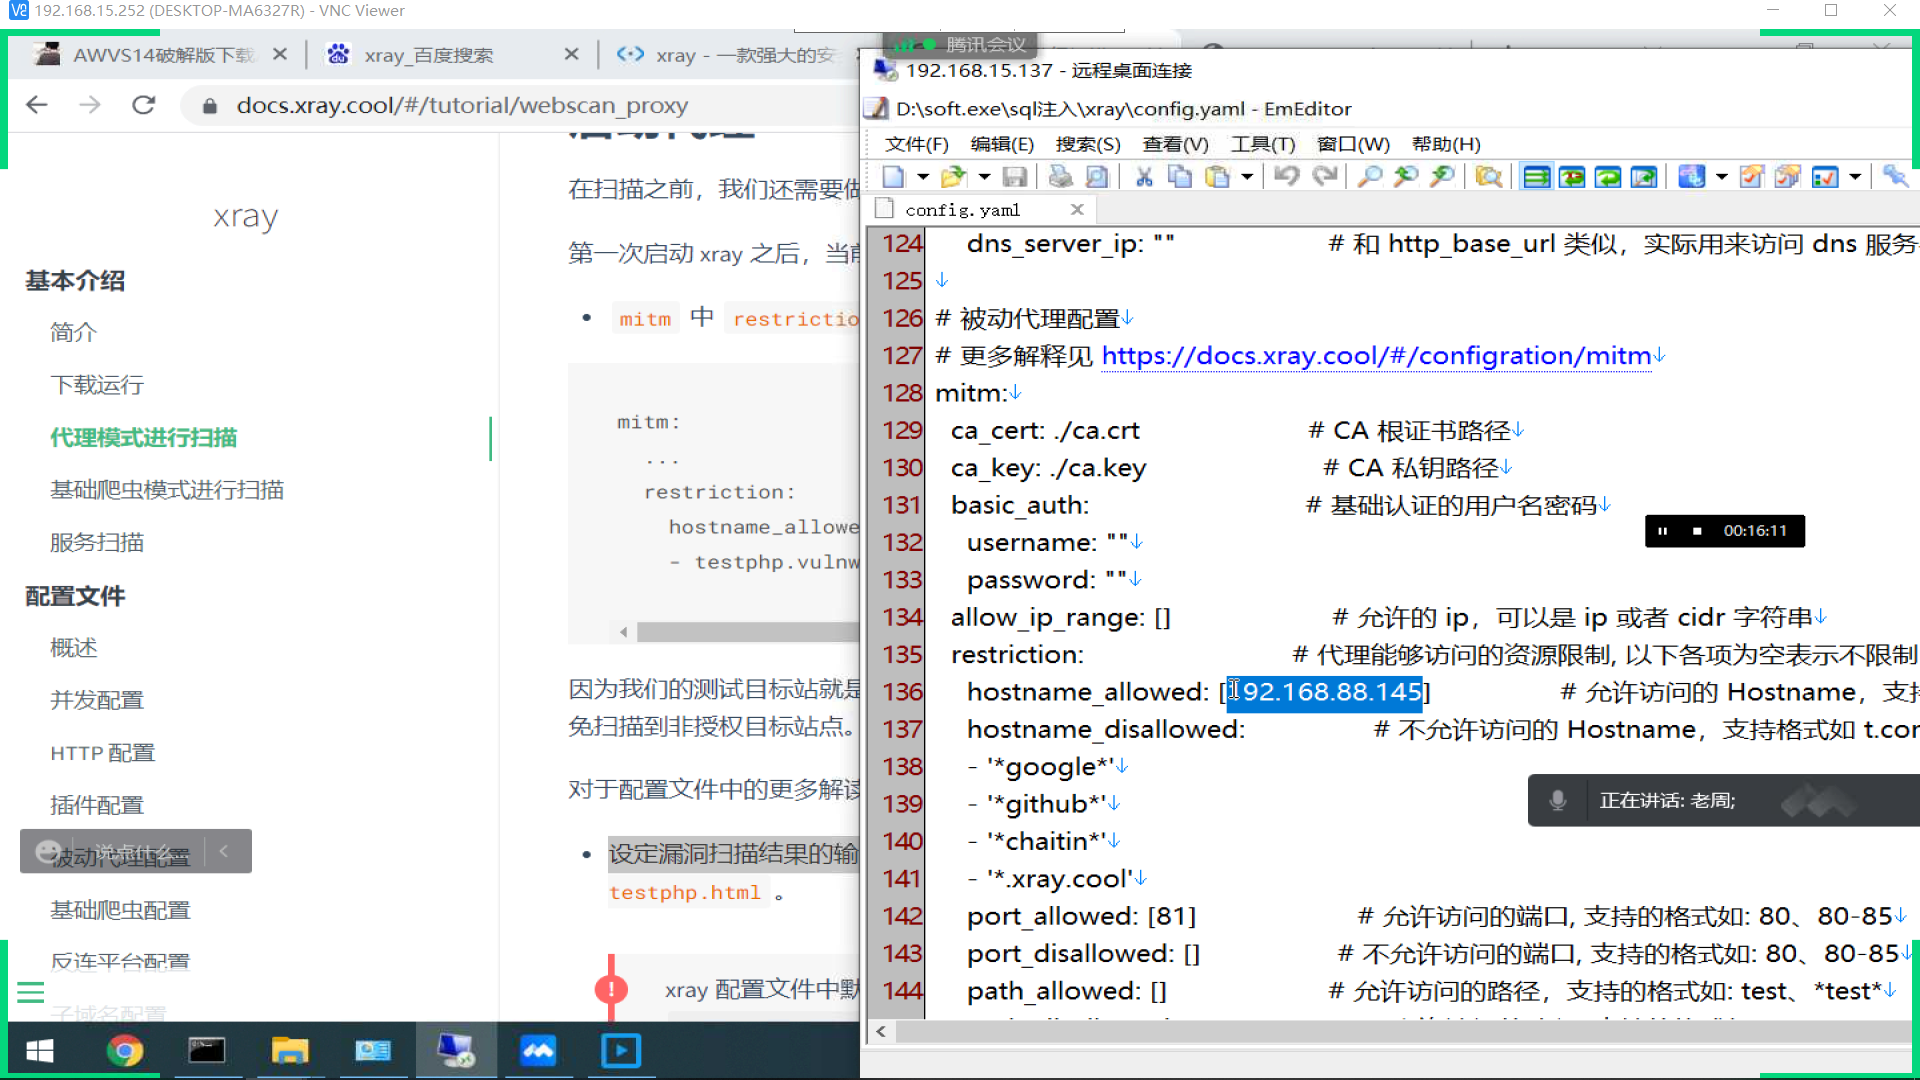 192.168.15.252 (DESKTOP-MA6327R) - VNC Viewer
AWVS14破解版下载
xray_百度搜索
xray - 一款强大的安
docs.xray.cool/#/tutorial/webscan_proxy
xray
基本介绍
简介
下载运行
代理模式进行扫描
基础爬虫模式进行扫描
服务扫描
配置文件
概述
并发配置
HTTP 配置
插件配置
被动代理配置
说点什么...
基础爬虫配置
反连平台配置
子域名配置
启动代理
在扫描之前，我们还需要做
第一次启动 xray 之后，当前
mitm 中 restrictio
mitm:
...
restriction:
hostname_allowe
- testphp.vulnw
因为我们的测试目标站就是
免扫描到非授权目标站点。
对于配置文件中的更多解读
设定漏洞扫描结果的输
testphp.html 。
xray 配置文件中默
腾讯会议
192.168.15.137 - 远程桌面连接
D:\soft.exe\sql注入\xray\config.yaml - EmEditor
文件(F) 编辑(E) 搜索(S) 查看(V) 工具(T) 窗口(W) 帮助(H)
config.yaml
124 dns_server_ip: "" # 和 http_base_url 类似，实际用来访问 dns 服务
125
126 # 被动代理配置
127 # 更多解释见 https://docs.xray.cool/#/configration/mitm
128 mitm:
129 ca_cert: ./ca.crt # CA 根证书路径
130 ca_key: ./ca.key # CA 私钥路径
131 basic_auth: # 基础认证的用户名密码
132 username: ""
133 password: ""
134 allow_ip_range: [] # 允许的 ip，可以是 ip 或者 cidr 字符串
135 restriction: # 代理能够访问的资源限制, 以下各项为空表示不限制
136 hostname_allowed: [192.168.88.145] # 允许访问的 Hostname，支
137 hostname_disallowed: # 不允许访问的 Hostname，支持格式如 t.cor
138 - '*google*'
139 - '*github*'
140 - '*chaitin*'
141 - '*.xray.cool'
142 port_allowed: [81] # 允许访问的端口, 支持的格式如: 80、80-85
143 port_disallowed: [] # 不允许访问的端口, 支持的格式如: 80、80-85
144 path_allowed: [] # 允许访问的路径，支持的格式如: test、*test*
00:16:11
正在讲话: 老周;